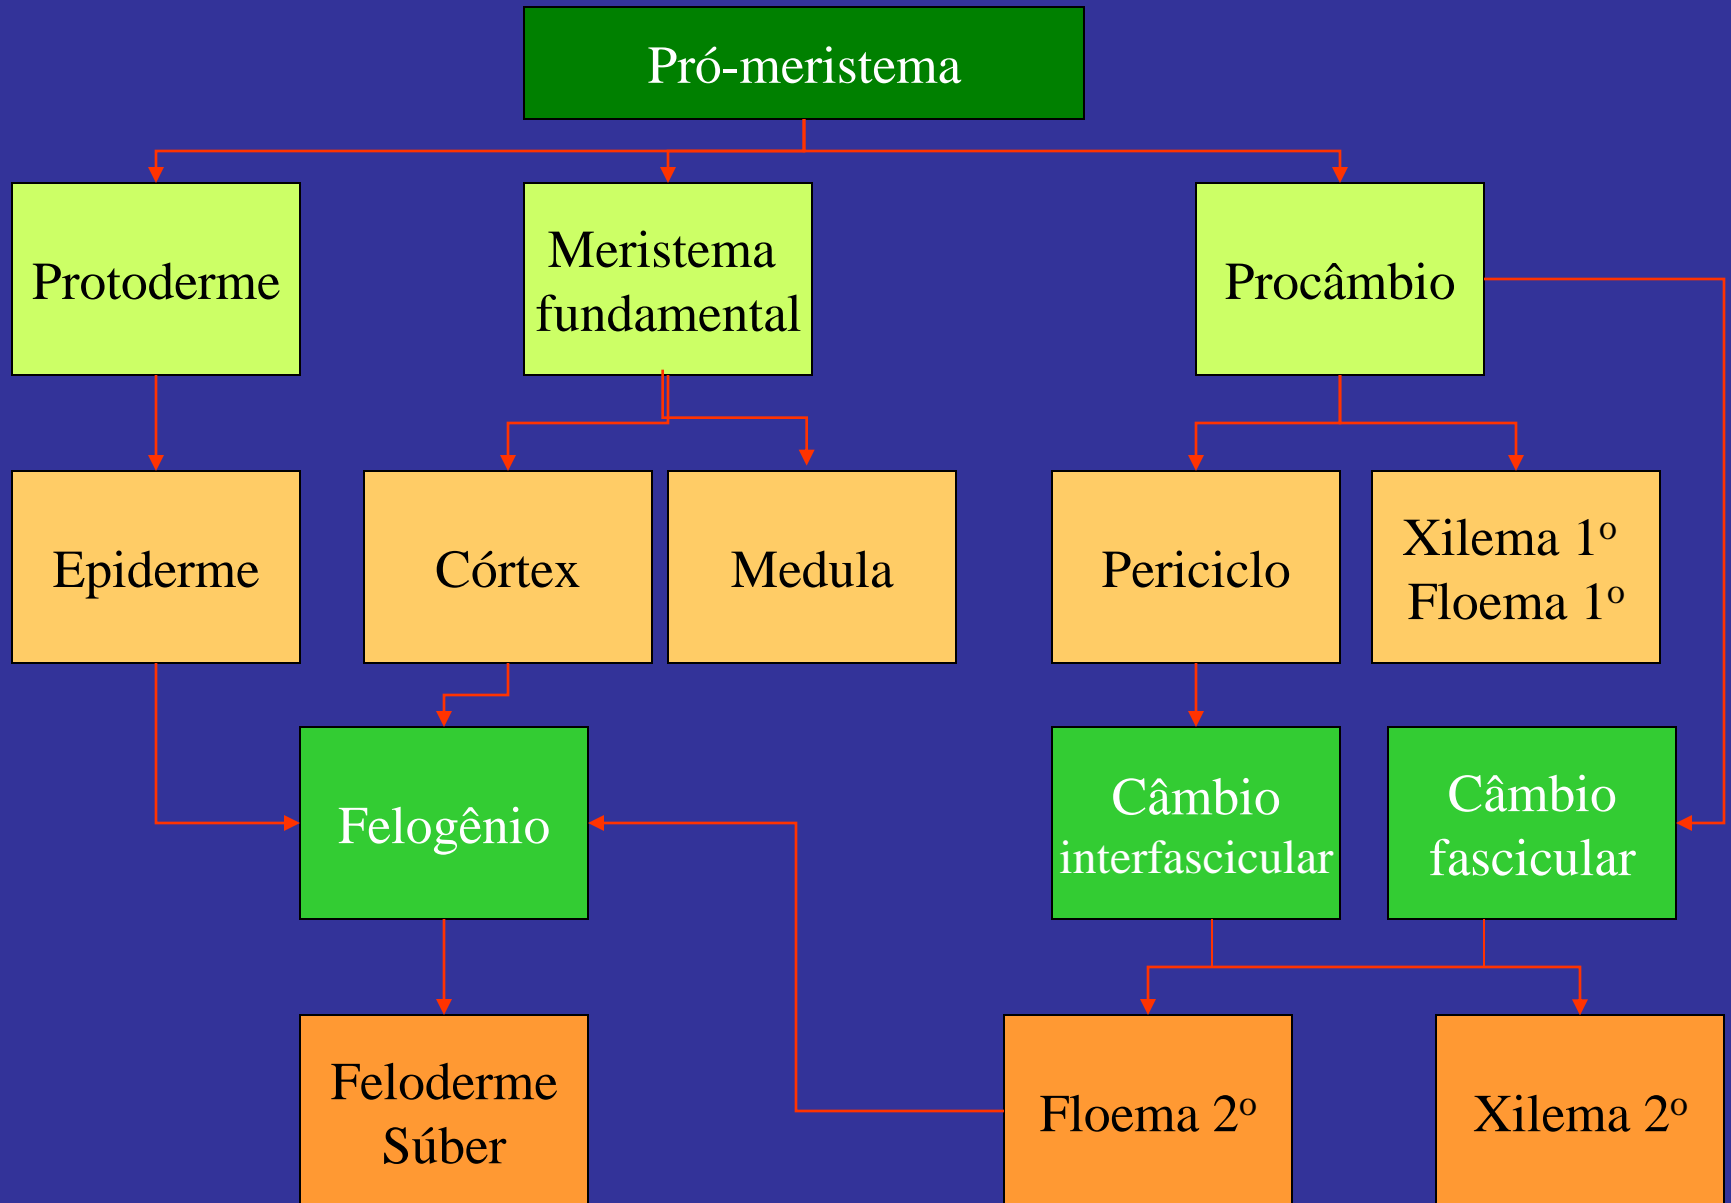 Pró-meristema
Protoderme
Meristema
fundamental
Procâmbio
Epiderme
Córtex
Medula
Periciclo
Xilema 1º
Floema 1º
Felogênio
Câmbio
interfascicular
Câmbio
fascicular
Feloderme
Súber
Floema 2º
Xilema 2º